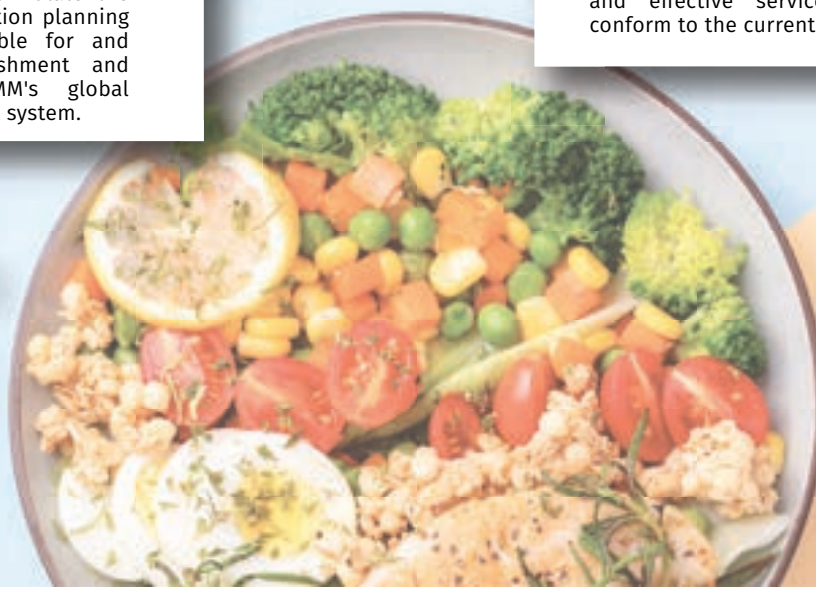 tion planning
ble for and
shment and
MM's global
system.
and effective service
conform to the current